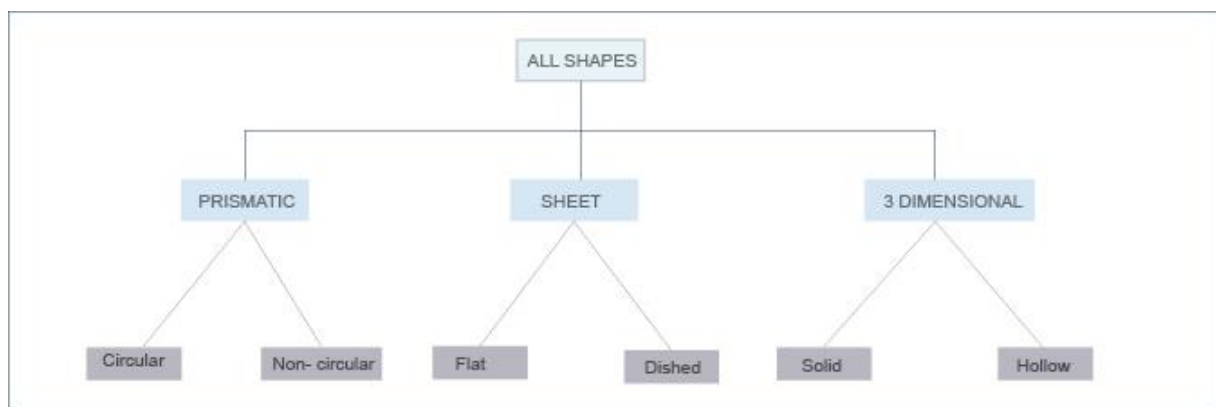 ALL SHAPES
PRISMATIC
SHEET
3 DIMENSIONAL
Circular
Non- circular
Flat
Dished
Solid
Hollow